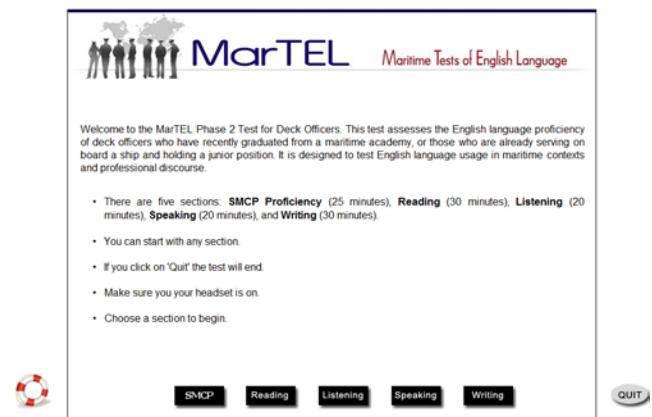 MarTEL Maritime Tests of English Language
Welcome to the MarTEL Phase 2 Test for Deck Officers. This test assesses the English language proficiency
of deck officers who have recently graduated from a maritime academy, or those who are already serving on
board a ship and holding a junior position. It is designed to test English language usage in maritime contexts
and professional discourse.
• There are five sections: SMCP Proficiency (25 minutes), Reading (30 minutes), Listening (20
minutes), Speaking (20 minutes), and Writing (30 minutes).
• You can start with any section.
• If you click on 'Quit' the test will end.
• Make sure you your headset is on.
• Choose a section to begin.
SMCP Reading Listening Speaking Writing QUIT